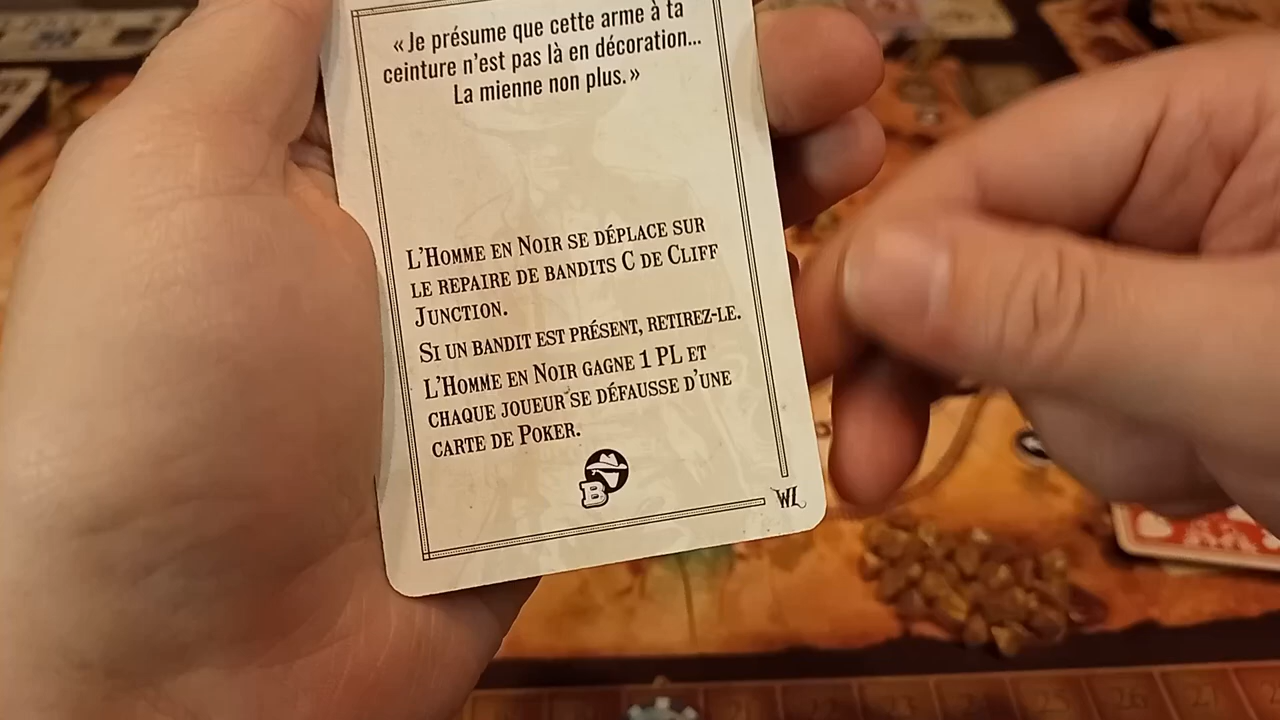 «Je présume que cette arme à ta
ceinture n'est pas là en décoration...
La mienne non plus.»
L'Homme en Noir se déplace sur
le repaire de bandits C de Cliff
Junction.
Si un bandit est présent, retirez-le.
L'Homme en Noir gagne 1 PL et
chaque joueur se défausse d'une
carte de Poker.
B
WL